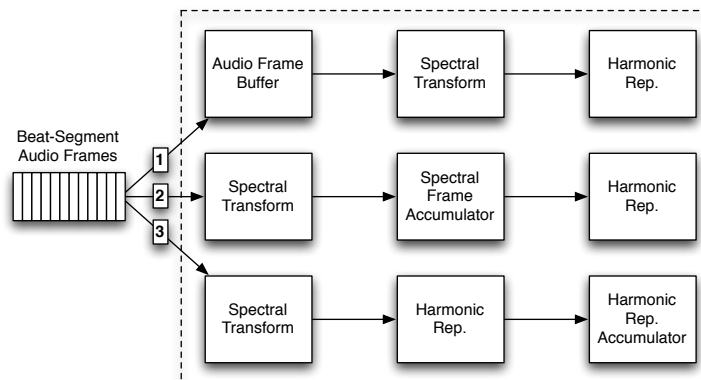 Audio Frame
Buffer
Spectral
Transform
Harmonic
Rep.
Beat-Segment
Audio Frames
1
2
3
Spectral
Transform
Spectral
Frame
Accumulator
Harmonic
Rep.
Spectral
Transform
Harmonic
Rep.
Harmonic
Rep.
Accumulator